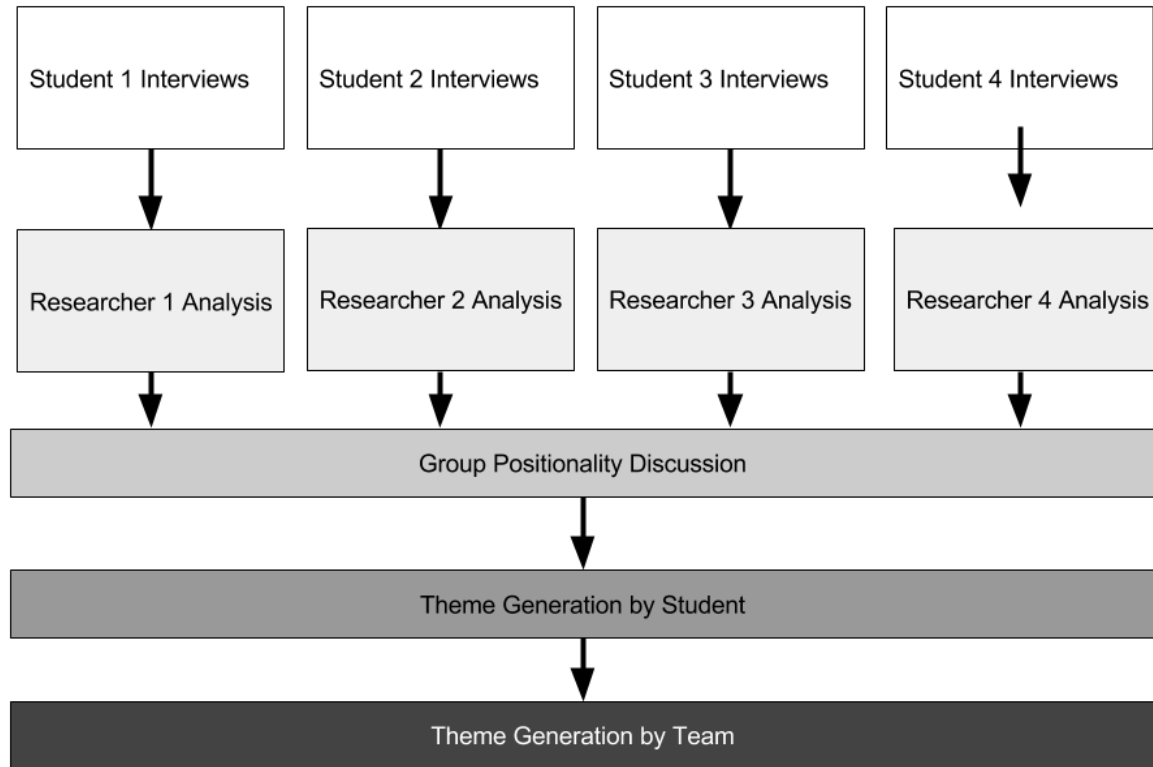 Student 1 Interviews
Student 2 Interviews
Student 3 Interviews
Student 4 Interviews
Researcher 1 Analysis
Researcher 2 Analysis
Researcher 3 Analysis
Researcher 4 Analysis
Group Positionality Discussion
Theme Generation by Student
Theme Generation by Team